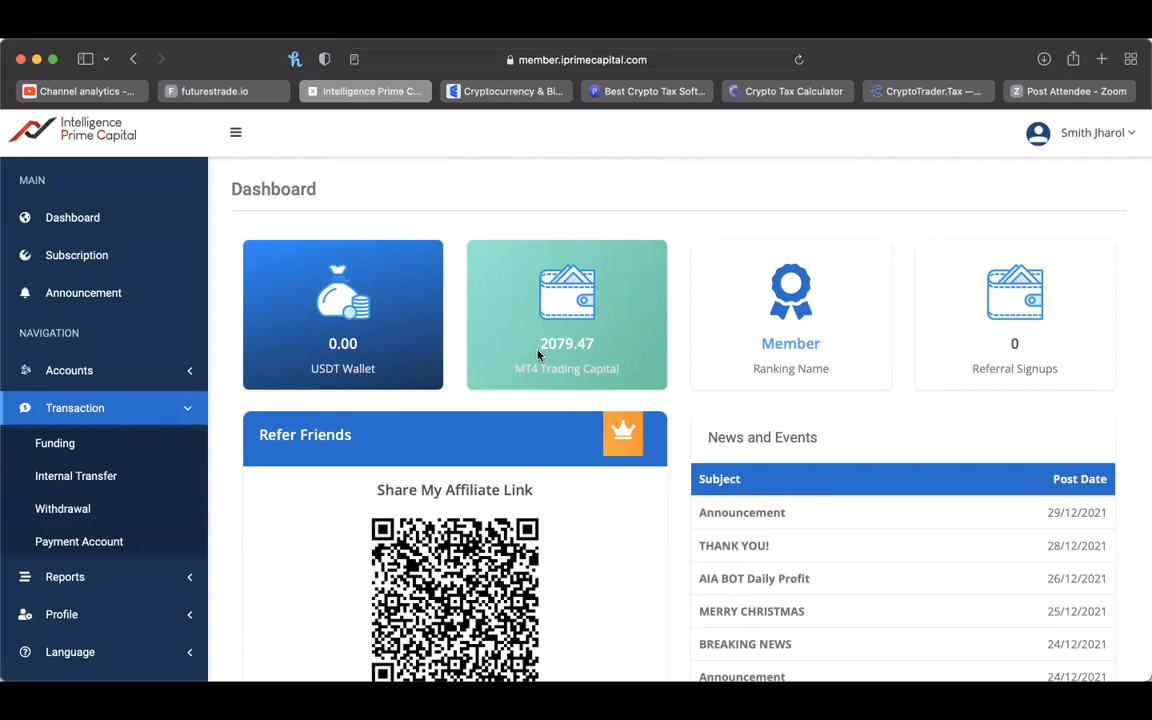 member.iprimecapital.com
Channel analytics -...
F futurestrade.io
Intelligence Prime C...
Cryptocurrency & Bi...
Best Crypto Tax Soft...
Crypto Tax Calculator
CryptoTrader.Tax —...
Z Post Attendee - Zoom
Intelligence
Prime Capital
Smith Jharol
MAIN
Dashboard
Subscription
Announcement
NAVIGATION
Accounts
Transaction
Funding
Internal Transfer
Withdrawal
Payment Account
Reports
Profile
Language
Dashboard
0.00
USDT Wallet
2079.47
MT4 Trading Capital
Member
Ranking Name
0
Referral Signups
Refer Friends
Share My Affiliate Link
News and Events
Subject Post Date
Announcement 29/12/2021
THANK YOU! 28/12/2021
AIA BOT Daily Profit 26/12/2021
MERRY CHRISTMAS 25/12/2021
BREAKING NEWS 24/12/2021
Announcement 24/12/2021